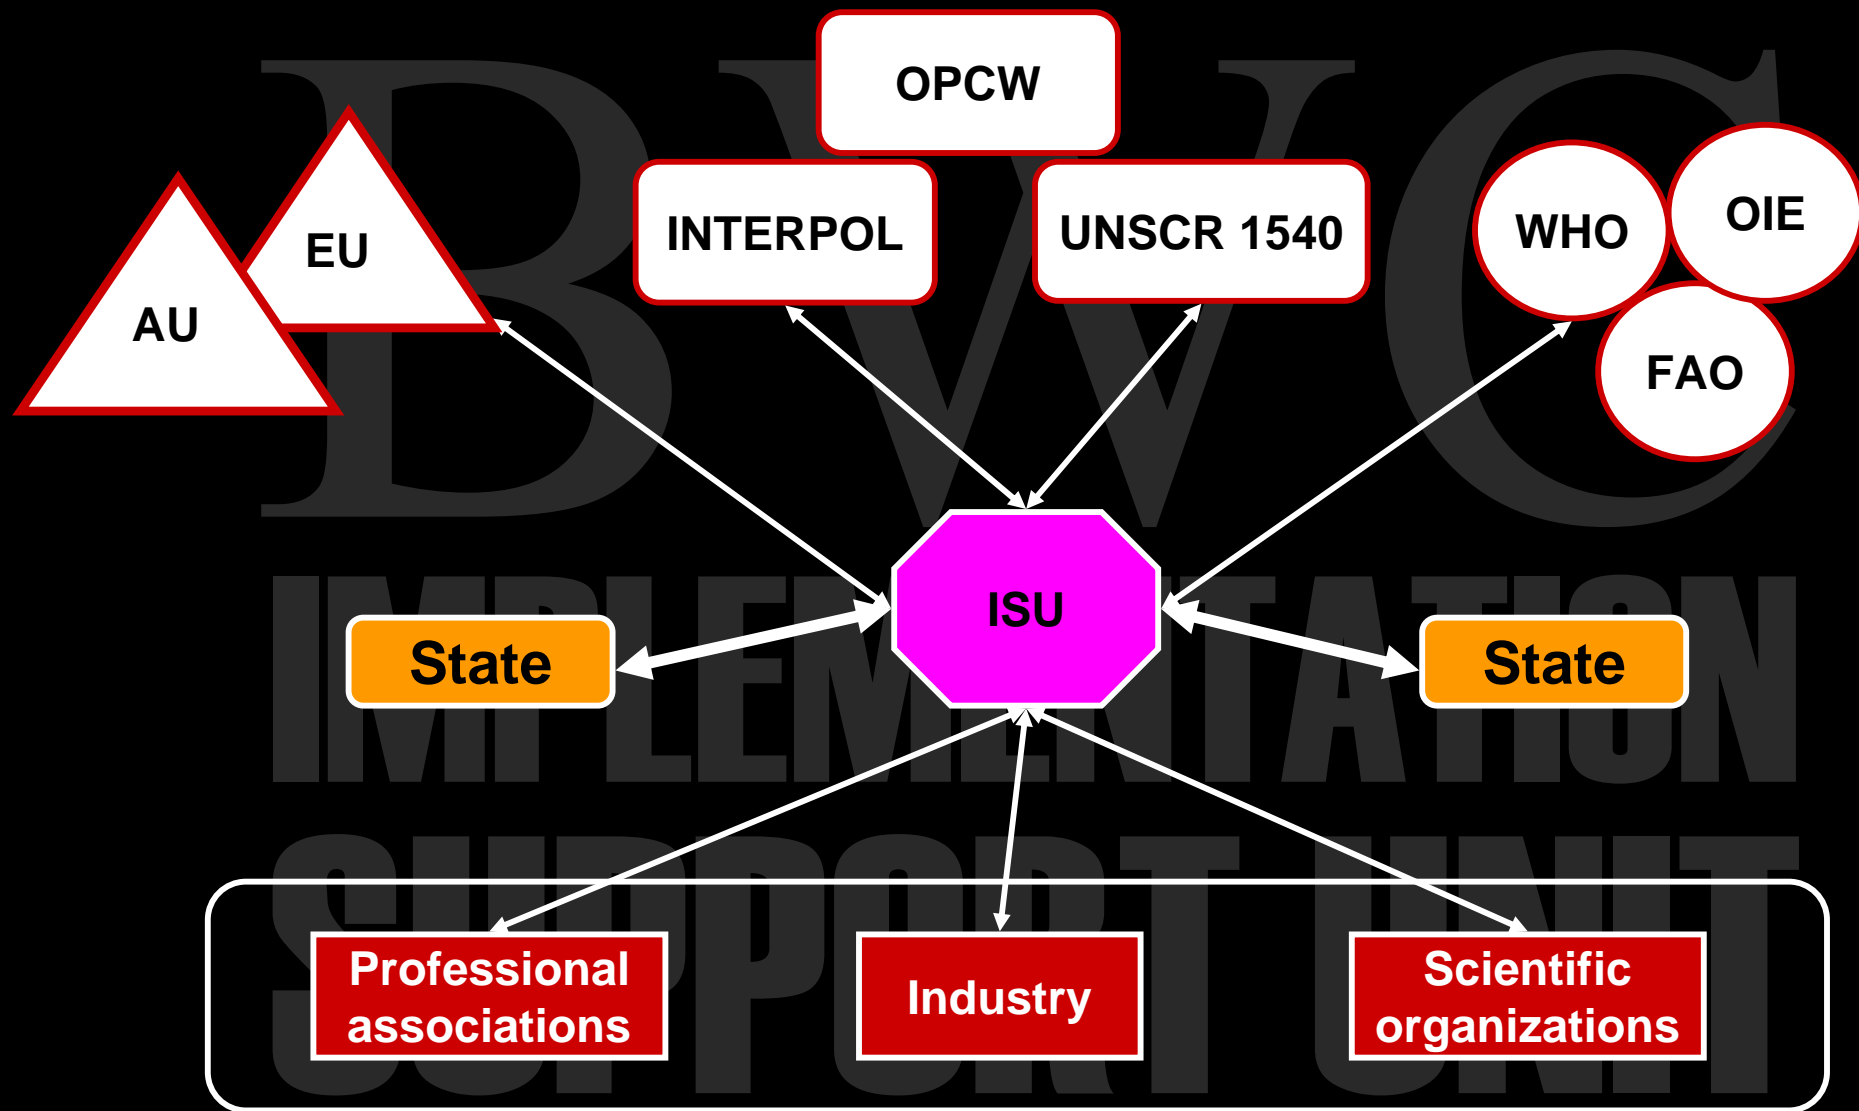 BWC
IMPLEMENTATION
SUPPORT UNIT
OPCW
INTERPOL
UNSCR 1540
EU
AU
WHO
OIE
FAO
ISU
State
State
Professional
associations
Industry
Scientific
organizations